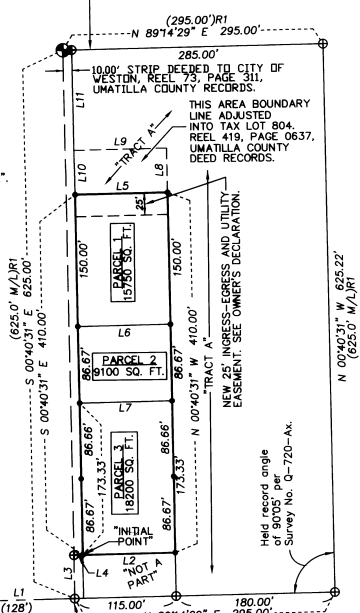 (295.00')R1
N 89°14'29" E 295.00'
285.00'
10.00' STRIP DEEDED TO CITY OF
WESTON, REEL 73, PAGE 311,
UMATILLA COUNTY RECORDS.
L11
THIS AREA BOUNDARY
LINE ADJUSTED
INTO TAX LOT 804.
REEL 419, PAGE 0637,
UMATILLA COUNTY
DEED RECORDS.
L9
"TRACT A"
L10
L8
L5
25'
(625.0' M/L)R1
S 00°40'31" E 625.00'
S 00°40'31" E 410.00'
150.00'
PARCEL 1
15750 SQ. FT.
150.00'
NEW 25' INGRESS-EGRESS AND UTILITY
EASEMENT. SEE OWNER'S DECLARATION.
"TRACT A"
N 00°40'31" W 410.00'
N 00°40'31" W 625.22'
(625.0' M/L)R1
L6
86.67'
PARCEL 2
9100 SQ. FT.
86.67'
L7
86.66'
173.33'
PARCEL 3
18200 SQ. FT.
86.67'
86.67'
173.33'
Held record angle
of 90°05' per
Survey No. Q-720-Ax.
"INITIAL
POINT"
L3
L4
L2
"NOT A
PART"
L1
(128')
115.00'
180.00'
295.00'